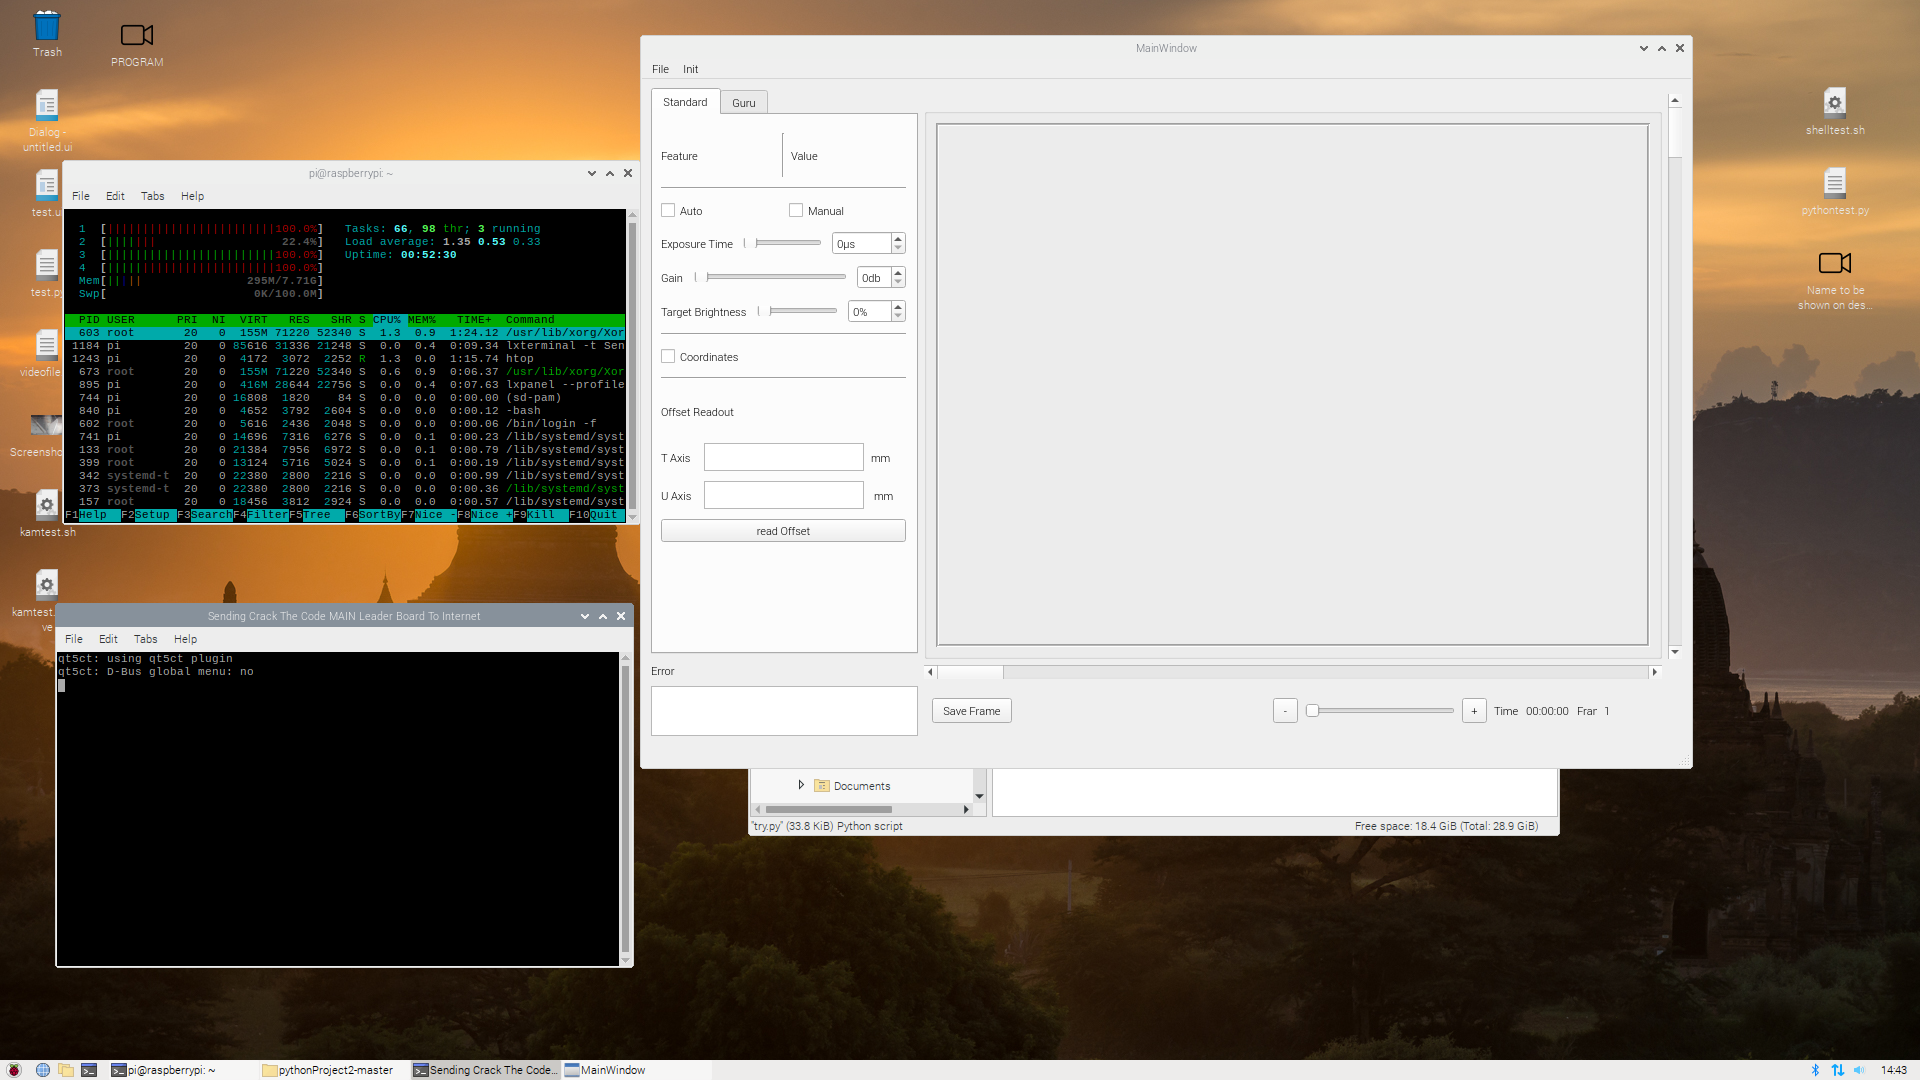 Trash
PROGRAM
Dialog -
untitled.ui
test.u
test.py
videofile
Screensho
kamtest.sh
kamtest.
ve
shelltest.sh
pythontest.py
Name to be
shown on des...
pi@raspberrypi: ~
File Edit Tabs Help
1 [||||||||||||||||||||||||100.0%] Tasks: 66, 98 thr; 3 running
2 [||||||| 22.4%] Load average: 1.35 0.53 0.33
3 [||||||||||||||||||||||||100.0%] Uptime: 00:52:30
4 [||||||||||||||||||||||||100.0%]
Mem[||||| 295M/7.71G]
Swp[ 0K/100.0M]
PID USER PRI NI VIRT RES SHR S CPU% MEM% TIME+ Command
603 root 20 0 155M 71220 52340 S 1.3 0.9 1:24.12 /usr/lib/xorg/Xor
1184 pi 20 0 85616 31336 21248 S 0.0 0.4 0:09.34 lxterminal -t Sen
1243 pi 20 0 4172 3072 2252 R 1.3 0.0 1:15.74 htop
673 root 20 0 155M 71220 52340 S 0.6 0.9 0:06.37 /usr/lib/xorg/Xor
895 pi 20 0 416M 28644 22756 S 0.0 0.4 0:07.63 lxpanel --profile
744 pi 20 0 16808 1820 84 S 0.0 0.0 0:00.00 (sd-pam)
840 pi 20 0 4652 3792 2604 S 0.0 0.0 0:00.12 -bash
602 root 20 0 5616 2436 2048 S 0.0 0.0 0:00.06 /bin/login -f
741 pi 20 0 14696 7316 6276 S 0.0 0.1 0:00.23 /lib/systemd/syst
133 root 20 0 21384 7956 6972 S 0.0 0.1 0:00.79 /lib/systemd/syst
399 root 20 0 13124 5716 5024 S 0.0 0.1 0:00.19 /lib/systemd/syst
342 systemd-t 20 0 22380 2800 2216 S 0.0 0.0 0:00.99 /lib/systemd/syst
373 systemd-t 20 0 22380 2800 2216 S 0.0 0.0 0:00.36 /lib/systemd/syst
157 root 20 0 18456 3812 2924 S 0.0 0.0 0:00.57 /lib/systemd/syst
F1Help F2Setup F3SearchF4FilterF5Tree F6SortByF7Nice -F8Nice +F9Kill F10Quit
Sending Crack The Code MAIN Leader Board To Internet
File Edit Tabs Help
qt5ct: using qt5ct plugin
qt5ct: D-Bus global menu: no
MainWindow
File Init
Standard Guru
Feature Value
Auto Manual
Exposure Time 0µs
Gain 0db
Target Brightness 0%
Coordinates
Offset Readout
T Axis mm
U Axis mm
read Offset
Error
Save Frame - + Time 00:00:00 Frar 1
Documents
"try.py" (33.8 KiB) Python script Free space: 18.4 GiB (Total: 28.9 GiB)
pi@raspberrypi: ~ pythonProject2-master Sending Crack The Code... MainWindow 14:43